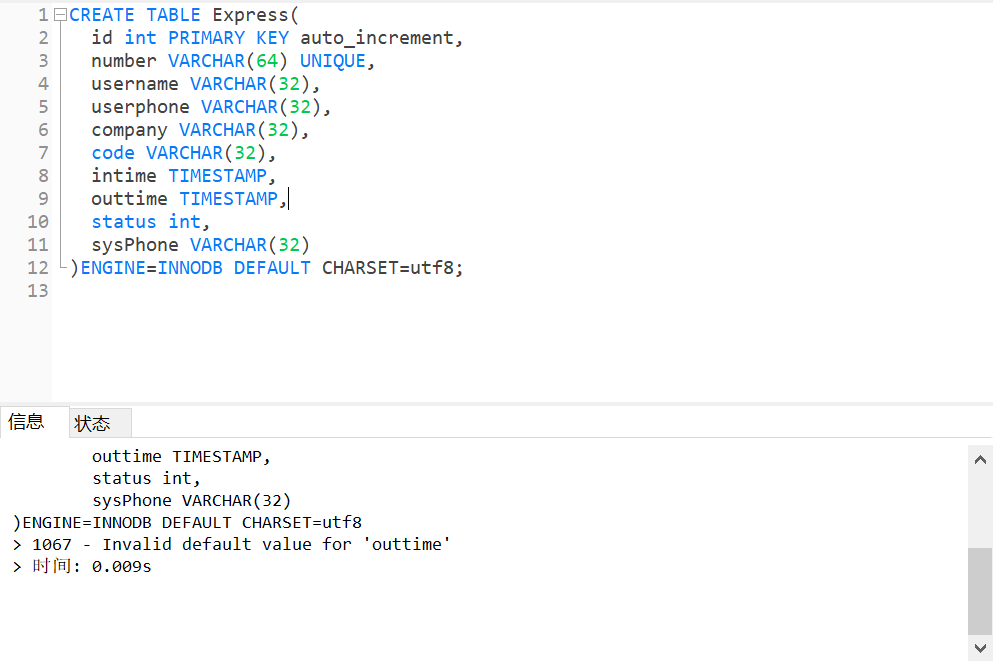 1 CREATE TABLE Express(
2 id int PRIMARY KEY auto_increment,
3 number VARCHAR(64) UNIQUE,
4 username VARCHAR(32),
5 userphone VARCHAR(32),
6 company VARCHAR(32),
7 code VARCHAR(32),
8 intime TIMESTAMP,
9 outtime TIMESTAMP,
10 status int,
11 sysPhone VARCHAR(32)
12 )ENGINE=INNODB DEFAULT CHARSET=utf8;
13
信息 状态
outtime TIMESTAMP,
status int,
sysPhone VARCHAR(32)
)ENGINE=INNODB DEFAULT CHARSET=utf8
> 1067 - Invalid default value for 'outtime'
> 时间: 0.009s